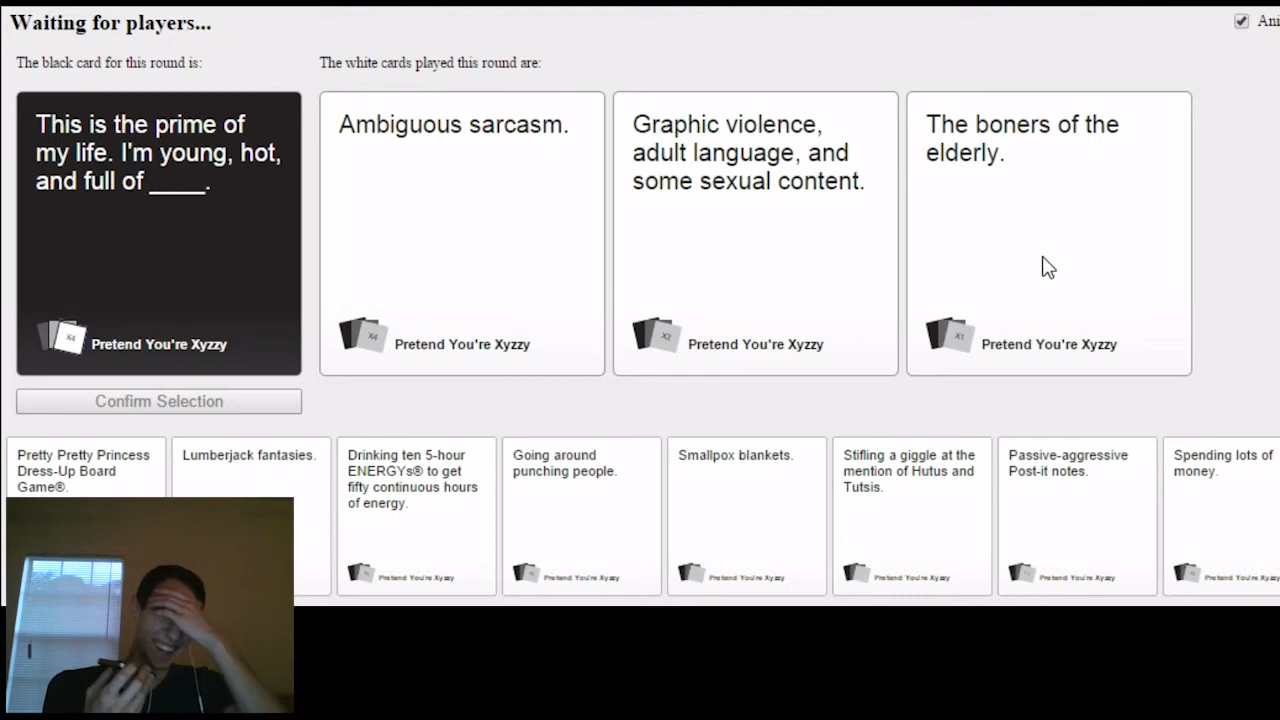 Waiting for players...
Ani
The black card for this round is:
The white cards played this round are:
This is the prime of
my life. I'm young, hot,
and full of ____.
X4
Pretend You're Xyzzy
Ambiguous sarcasm.
X4
Pretend You're Xyzzy
Graphic violence,
adult language, and
some sexual content.
X2
Pretend You're Xyzzy
The boners of the
elderly.
X1
Pretend You're Xyzzy
Confirm Selection
Pretty Pretty Princess
Dress-Up Board
Game®.
Lumberjack fantasies.
Drinking ten 5-hour
ENERGYs® to get
fifty continuous hours
of energy.
Pretend You're Xyzzy
Going around
punching people.
Pretend You're Xyzzy
Smallpox blankets.
Pretend You're Xyzzy
Stifling a giggle at the
mention of Hutus and
Tutsis.
Pretend You're Xyzzy
Passive-aggressive
Post-it notes.
Pretend You're Xyzzy
Spending lots of
money.
Pretend You're Xyzzy